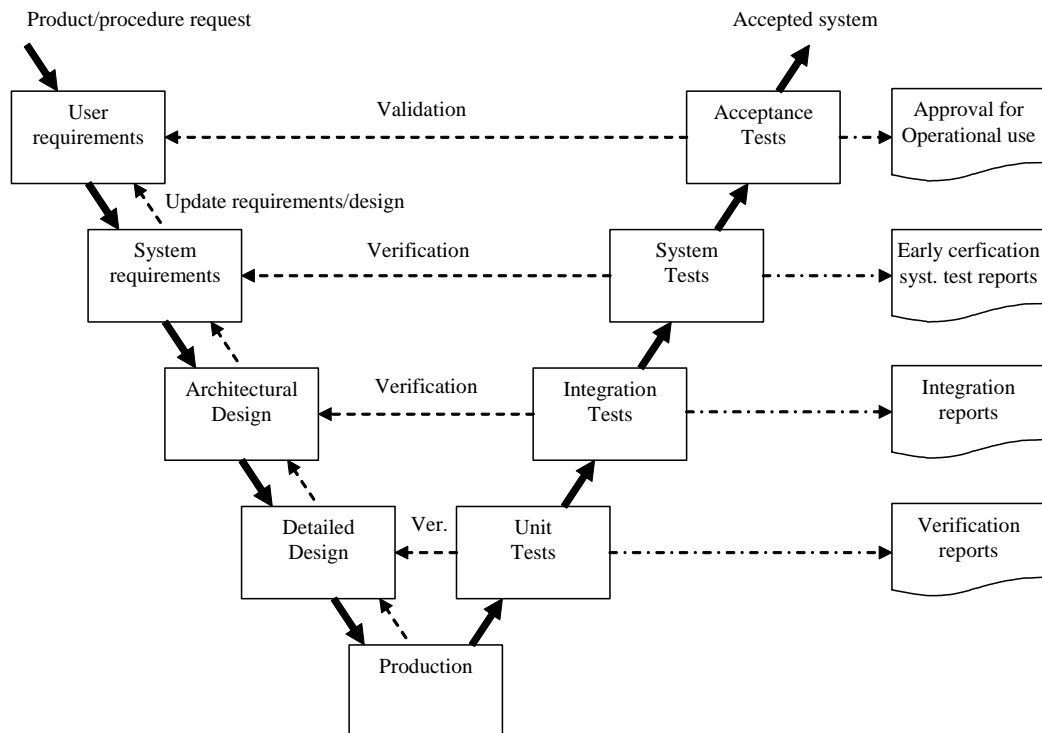 Product/procedure request
Accepted system
User
requirements
Validation
Acceptance
Tests
Approval for
Operational use
Update requirements/design
System
requirements
Verification
System
Tests
Early cerfication
syst. test reports
Architectural
Design
Verification
Integration
Tests
Integration
reports
Detailed
Design
Ver.
Unit
Tests
Verification
reports
Production